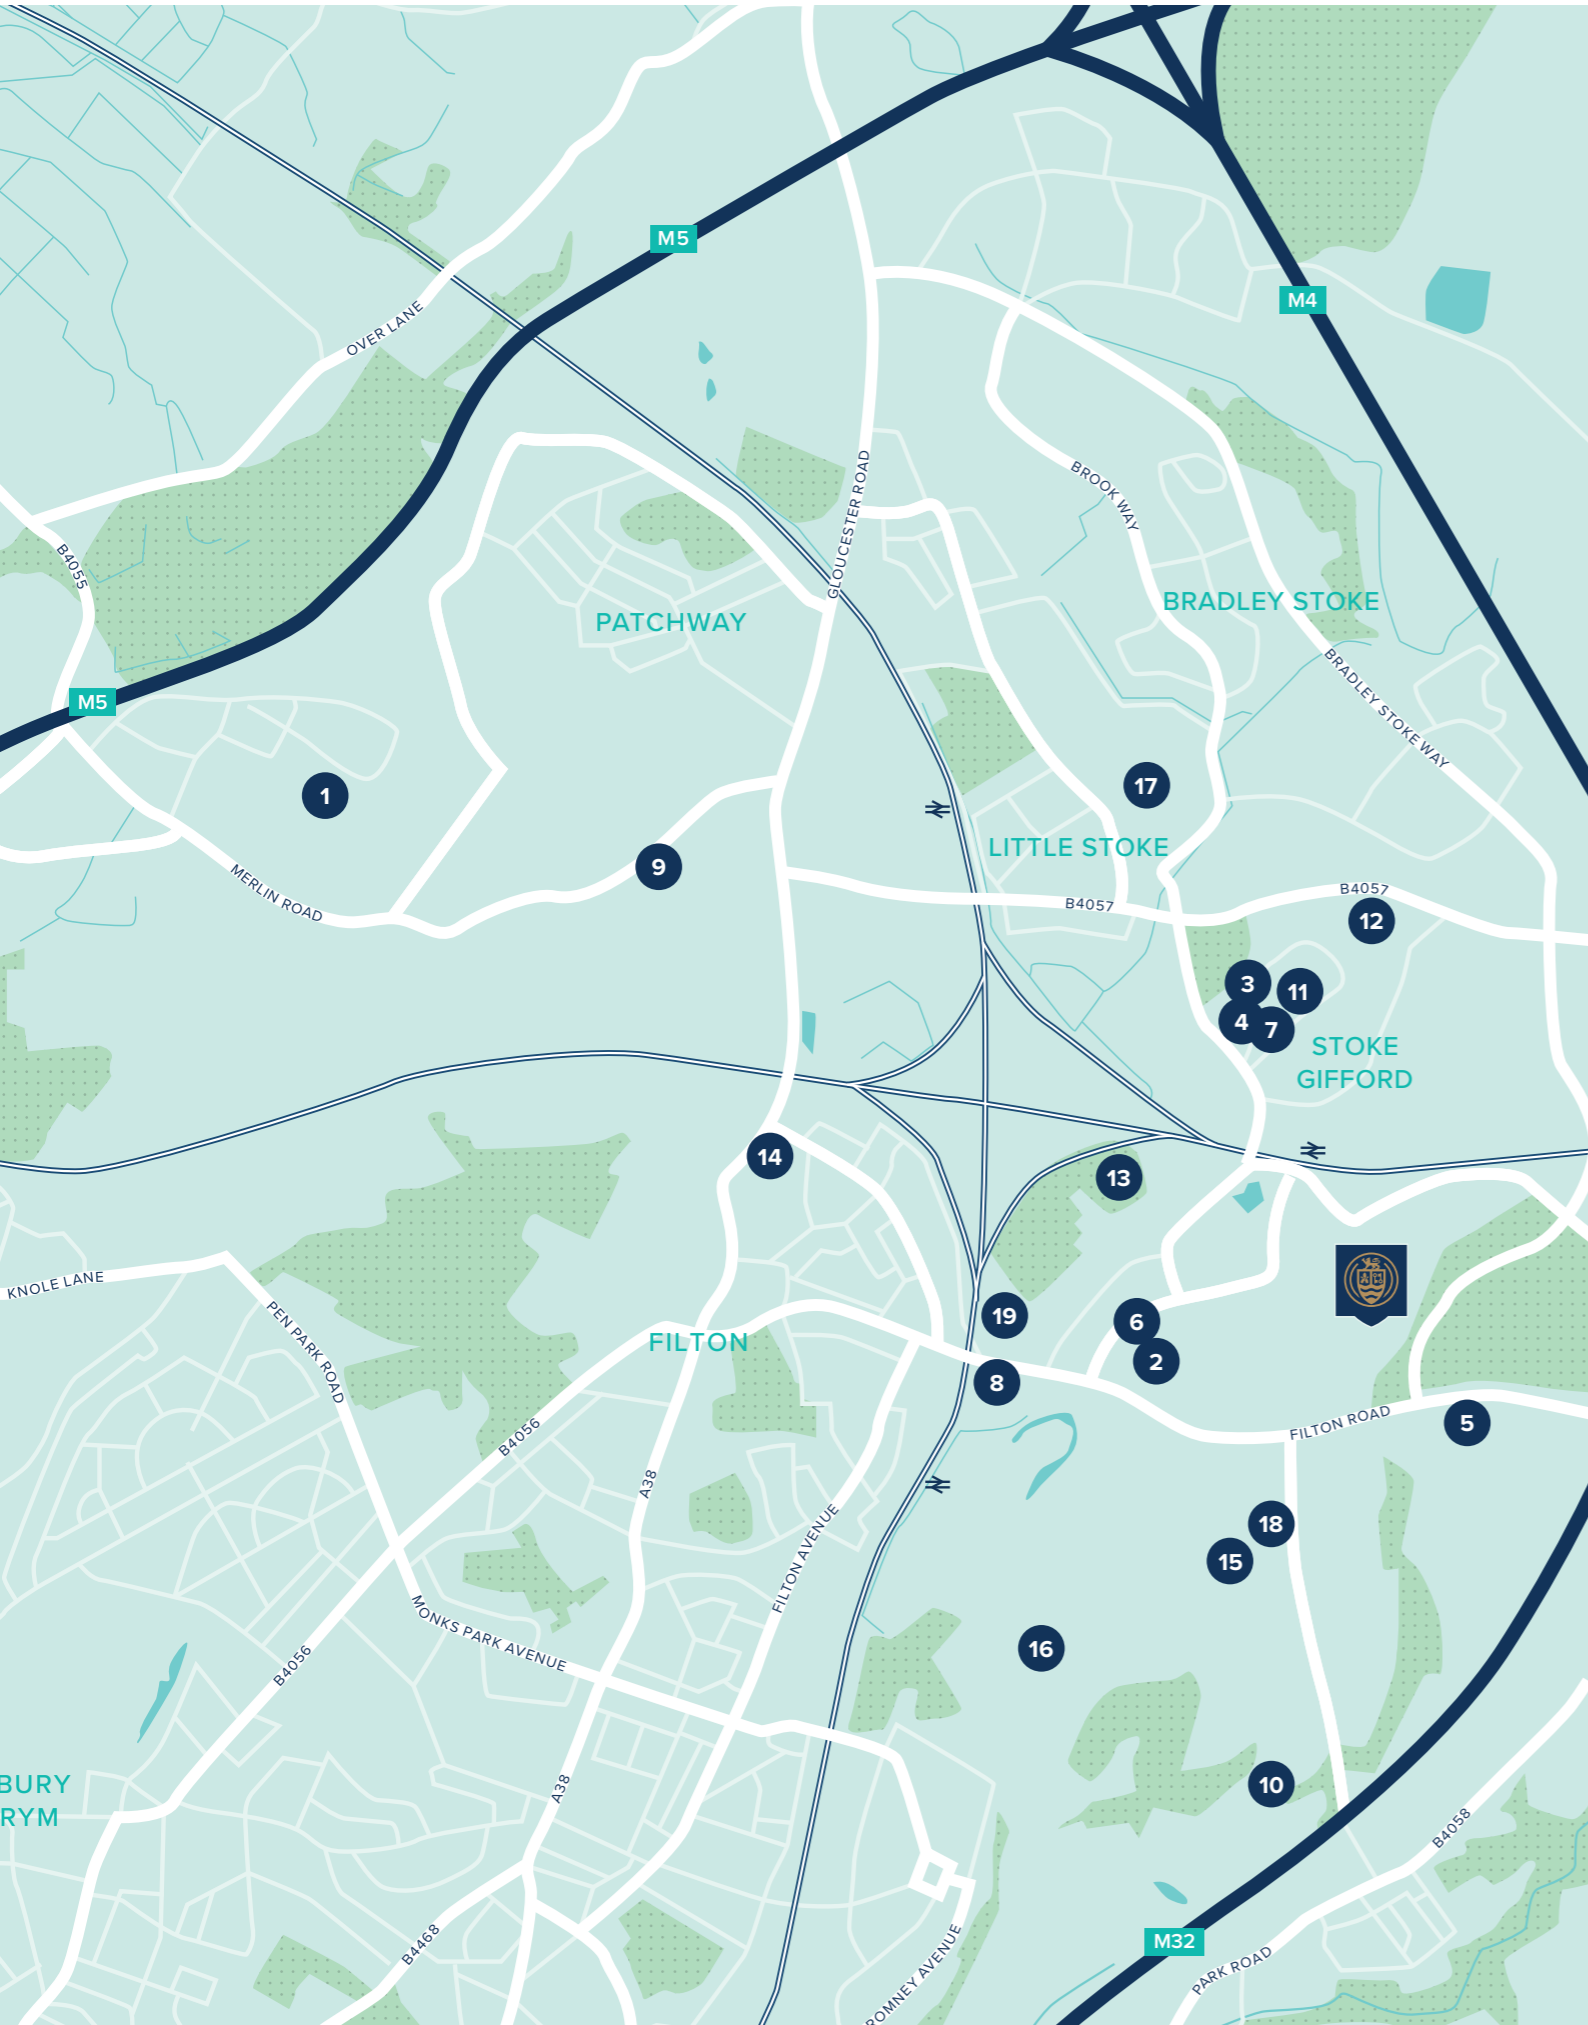 M5
M4
OVER LANE
GLOUCESTER ROAD
BROOK WAY
B4055
BRADLEY STOKE
PATCHWAY
BRADLEY STOKE WAY
M5
1
17
LITTLE STOKE
9
MERLIN ROAD
B4057
B4057
12
3
11
4
7
STOKE
GIFFORD
14
13
KNOLE LANE
PEN PARK ROAD
19
6
FILTON
2
8
B4056
FILTON ROAD
5
A38
FILTON AVENUE
18
15
MONKS PARK AVENUE
16
B4056
BURY
RYM
A38
10
B4058
B4468
M32
PARK ROAD
ROMNEY AVENUE